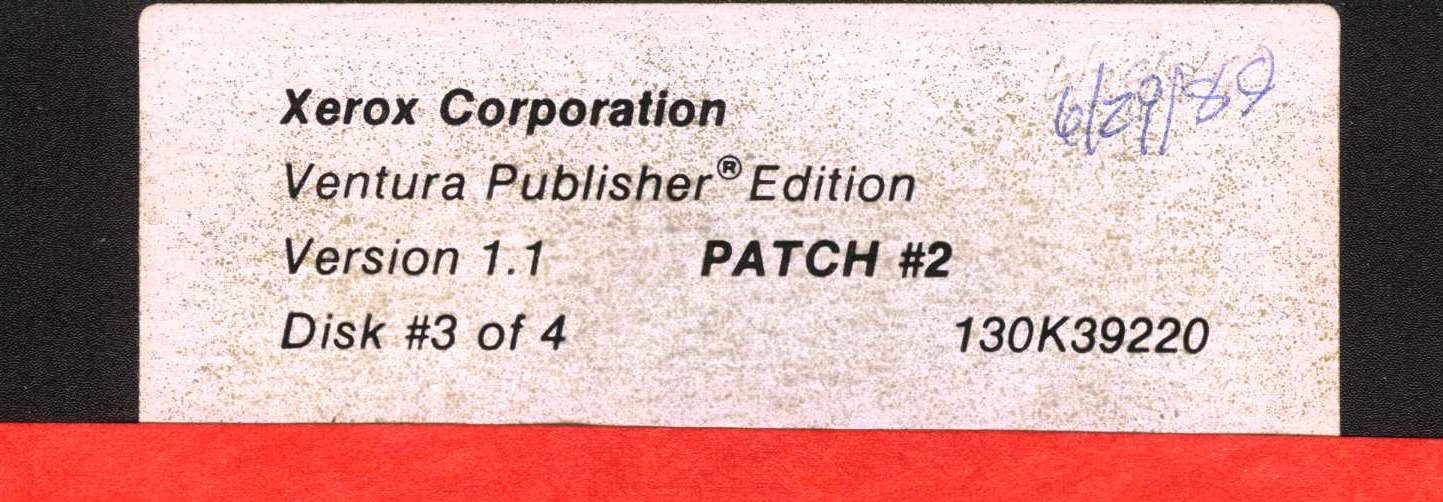 Xerox Corporation
6/29/89
Ventura Publisher® Edition
Version 1.1 PATCH #2
Disk #3 of 4 130K39220